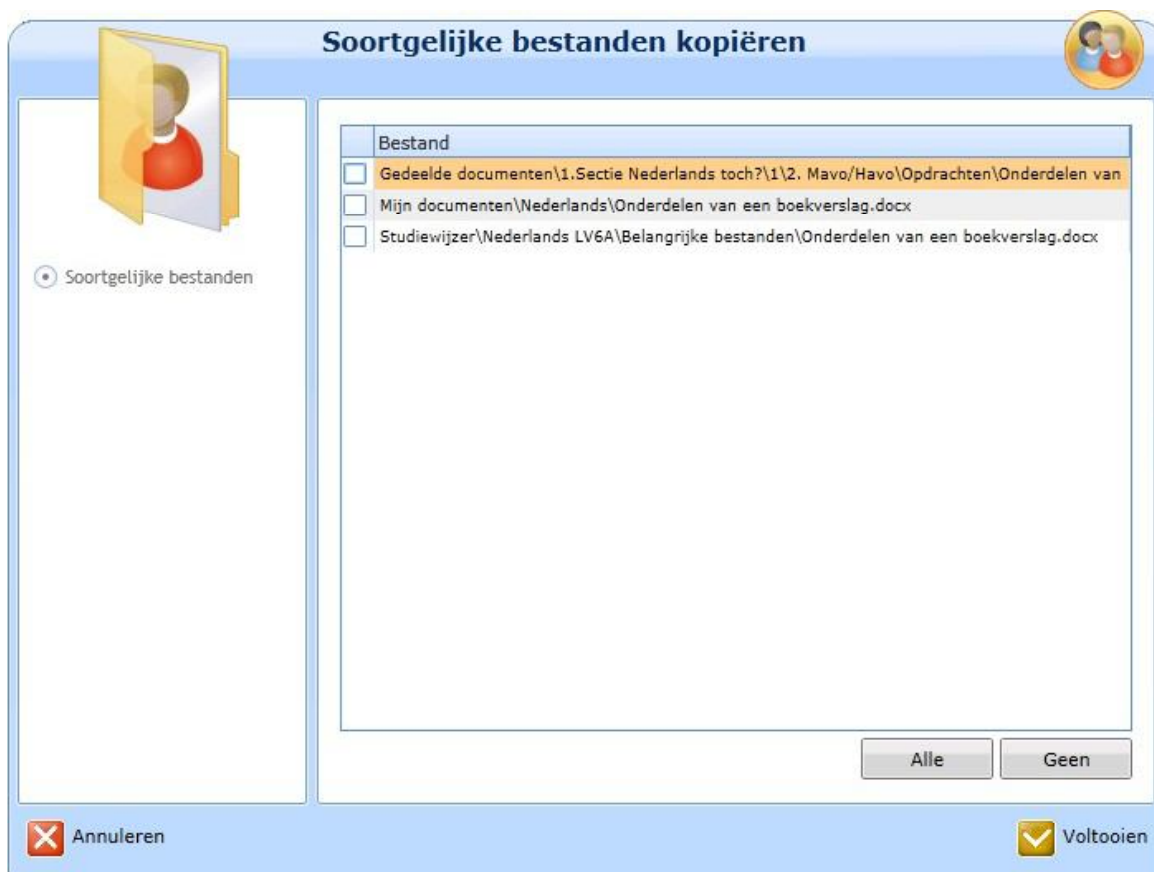 Soortgelijke bestanden kopiëren
Soortgelijke bestanden
Bestand
Gedeelde documenten\1.Sectie Nederlands toch?\1\2. Mavo/Havo\Opdrachten\Onderdelen van
Mijn documenten\Nederlands\Onderdelen van een boekverslag.docx
Studiewijzer\Nederlands LV6A\Belangrijke bestanden\Onderdelen van een boekverslag.docx
Alle
Geen
Annuleren
Voltooien